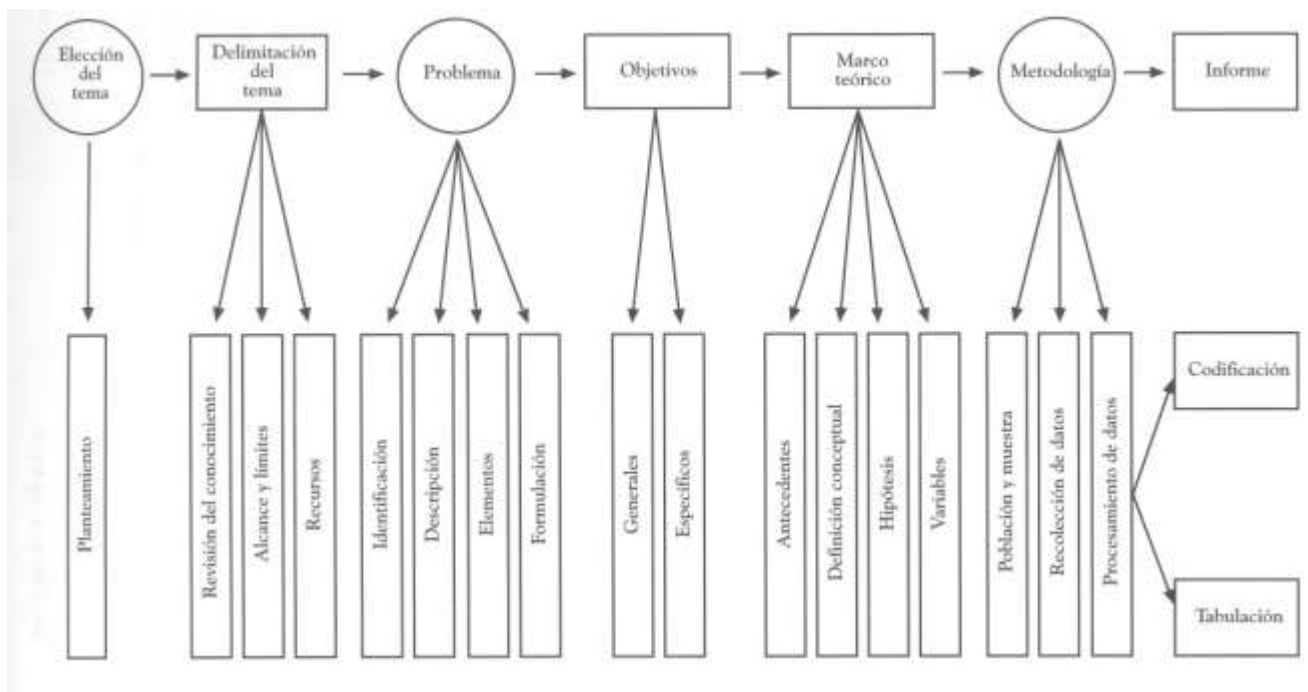 Elección
del
tema
Delimitación
del
tema
Problema
Objetivos
Marco
teórico
Metodología
Informe
Planteamiento
Revisión del conocimiento
Alcance y límites
Recursos
Identificación
Descripción
Elementos
Formulación
Generales
Específicos
Antecedentes
Definición conceptual
Hipótesis
Variables
Población y muestra
Recolección de datos
Procesamiento de datos
Codificación
Tabulación